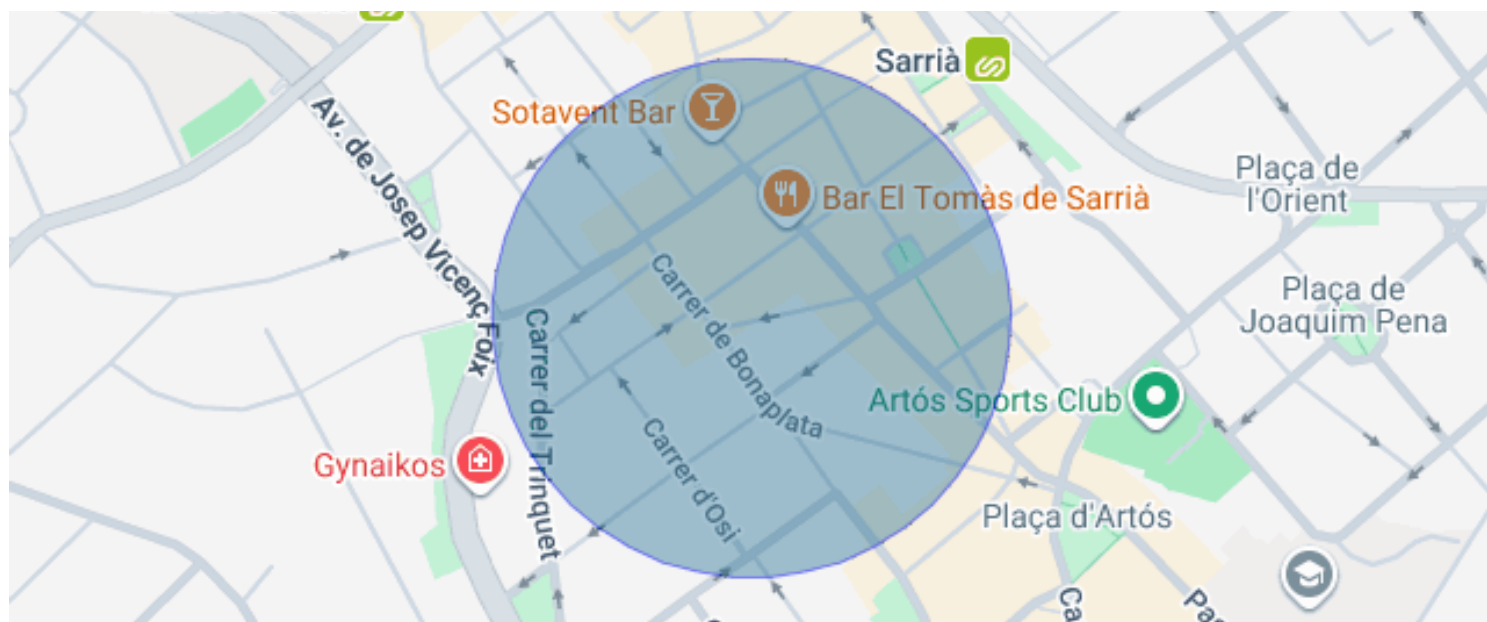 Sarrià
Sotavent Bar
Av. de Josep Vicenç Foix
Plaça de
l'Orient
Bar El Tomàs de Sarrià
Carrer de Bonaplata
Plaça de
Joaquim Pena
Carrer del Trinquet
Artós Sports Club
Carrer d'Osi
Gynaikos
Plaça d'Artós